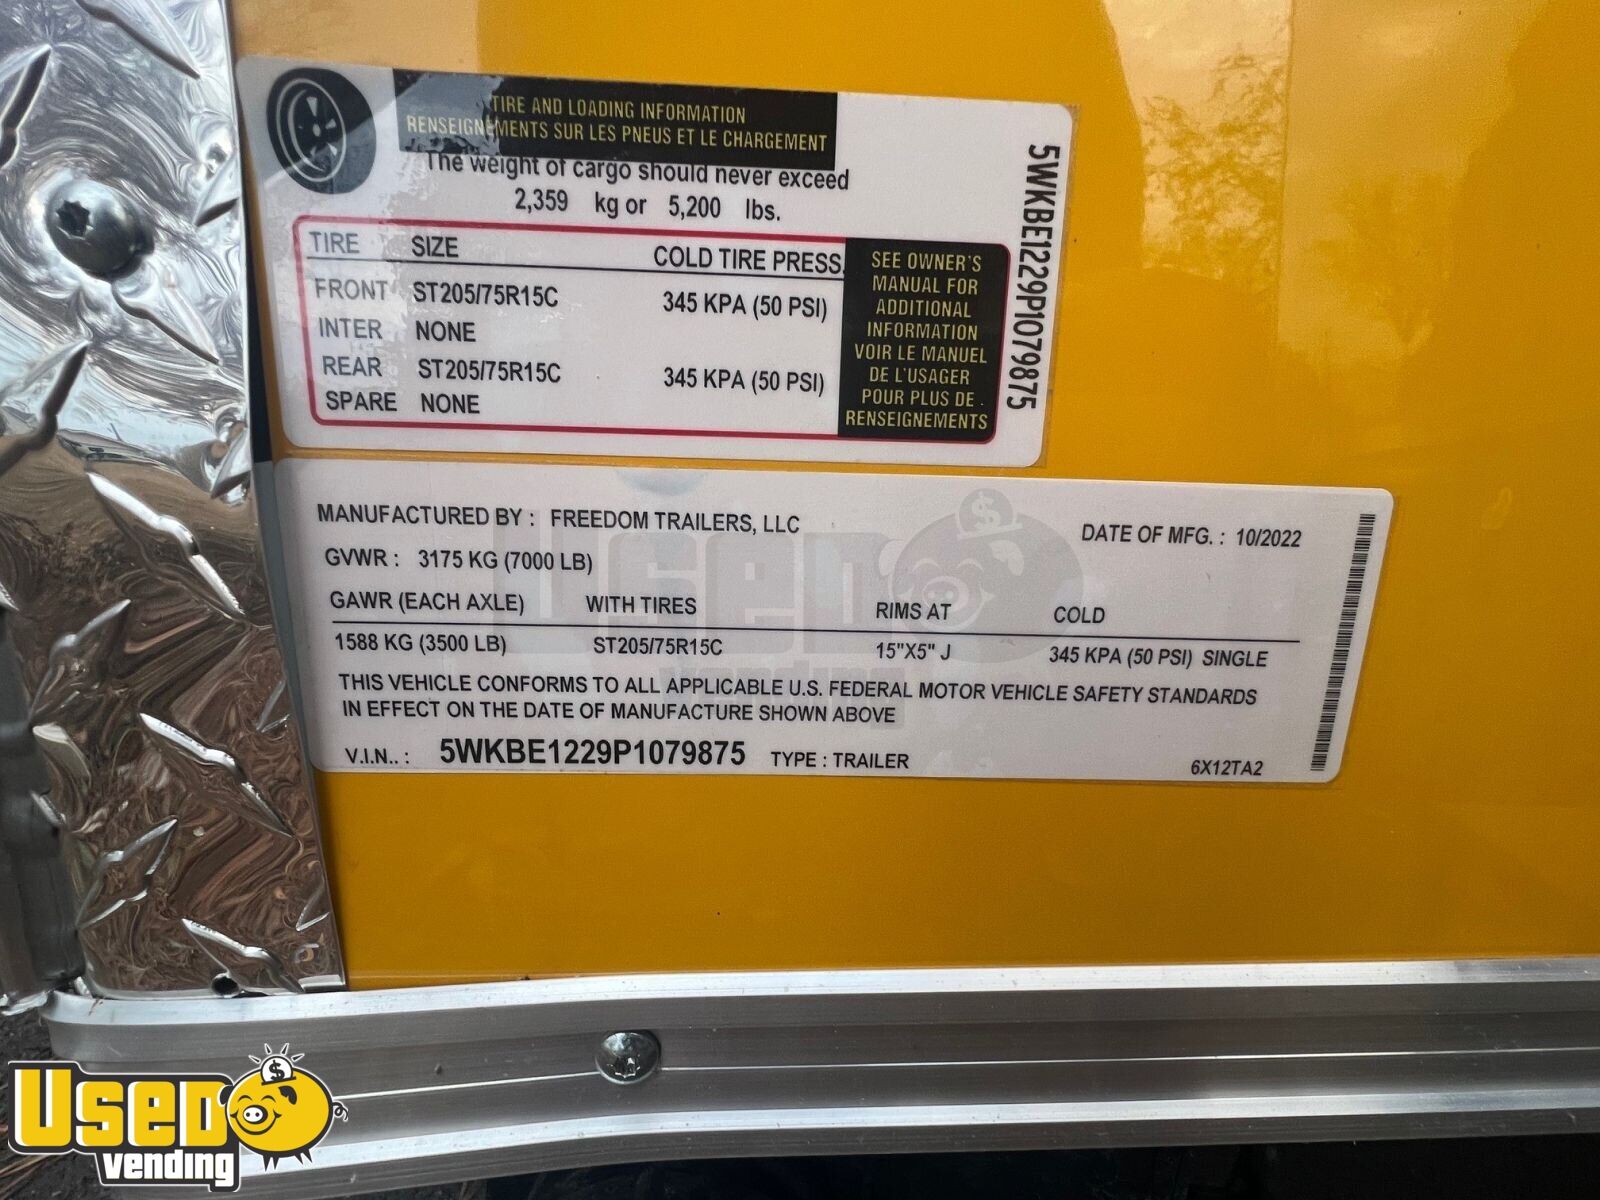 TIRE AND LOADING INFORMATION
RENSEIGNEMENTS SUR LES PNEUS ET LE CHARGEMENT
The weight of cargo should never exceed
2,359 kg or 5,200 lbs.
TIRE SIZE COLD TIRE PRESS.
FRONT ST205/75R15C 345 KPA (50 PSI)
INTER NONE
REAR ST205/75R15C 345 KPA (50 PSI)
SPARE NONE
SEE OWNER'S
MANUAL FOR
ADDITIONAL
INFORMATION
VOIR LE MANUEL
DE L'USAGER
POUR PLUS DE
RENSEIGNEMENTS
5WKBE1229P1079875
MANUFACTURED BY : FREEDOM TRAILERS, LLC DATE OF MFG. : 10/2022
GVWR : 3175 KG (7000 LB)
GAWR (EACH AXLE) WITH TIRES RIMS AT COLD
1588 KG (3500 LB) ST205/75R15C 15"X5" J 345 KPA (50 PSI) SINGLE
THIS VEHICLE CONFORMS TO ALL APPLICABLE U.S. FEDERAL MOTOR VEHICLE SAFETY STANDARDS
IN EFFECT ON THE DATE OF MANUFACTURE SHOWN ABOVE
V.I.N.. : 5WKBE1229P1079875 TYPE : TRAILER 6X12TA2
Used
vending
$
Used
vending
$